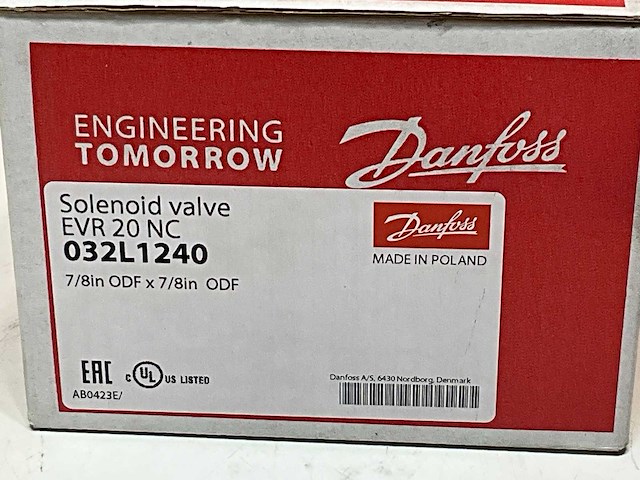 ENGINEERING
TOMORROW
Danfoss
Solenoid valve
EVR 20 NC
032L1240
7/8in ODF x 7/8in ODF
Danfoss
MADE IN POLAND
EAC
C UL US LISTED
AB0423E/
Danfoss A/S, 6430 Nordborg, Denmark